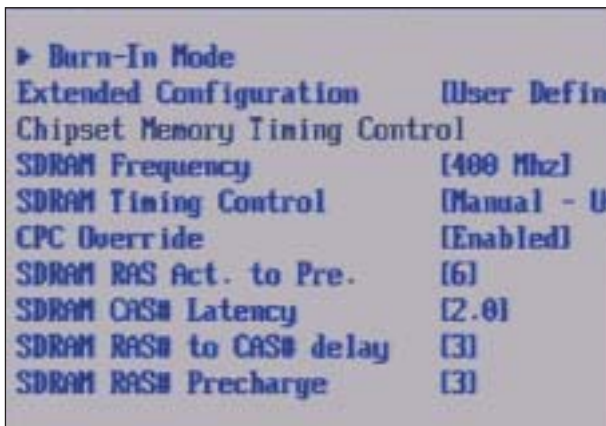 ▶ Burn-In Mode
Extended Configuration [User Defin
Chipset Memory Timing Control
SDRAM Frequency [400 Mhz]
SDRAM Timing Control [Manual - U
CPC Override [Enabled]
SDRAM RAS Act. to Pre. [6]
SDRAM CAS# Latency [2.0]
SDRAM RAS# to CAS# delay [3]
SDRAM RAS# Precharge [3]